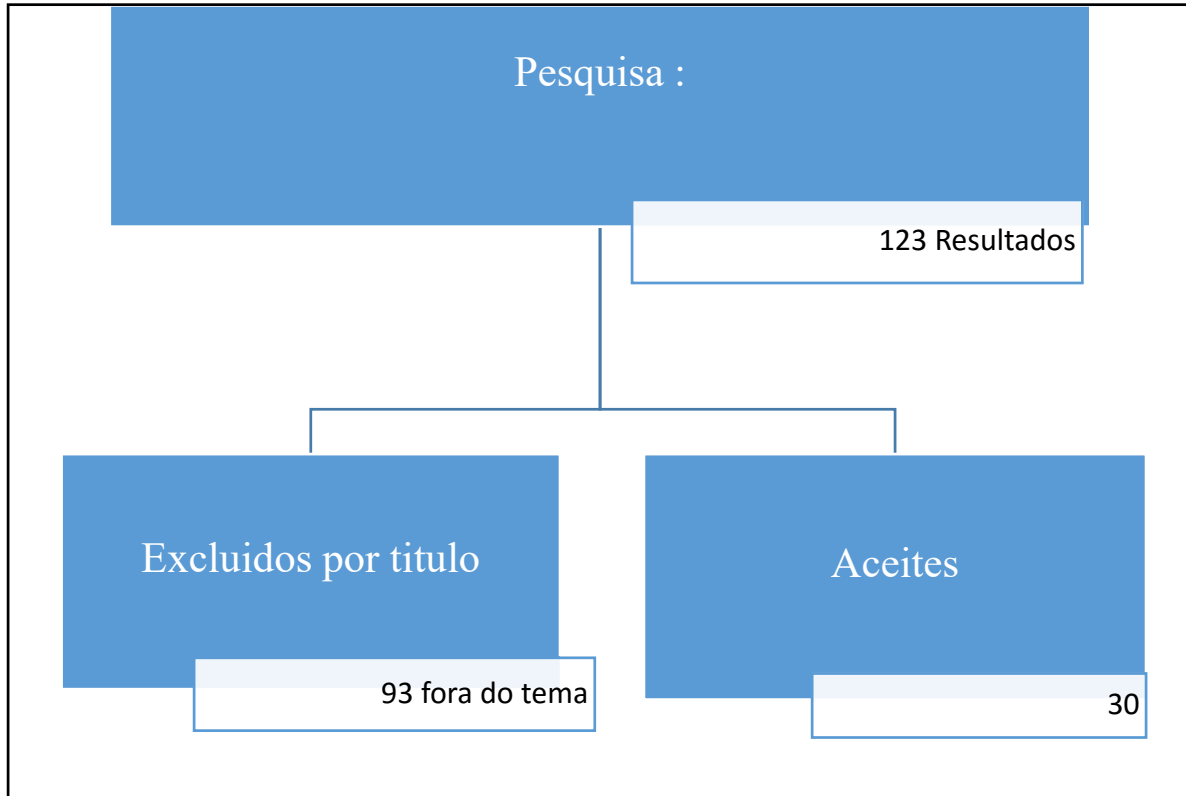 Pesquisa :
123 Resultados
Excluidos por titulo
93 fora do tema
Aceites
30